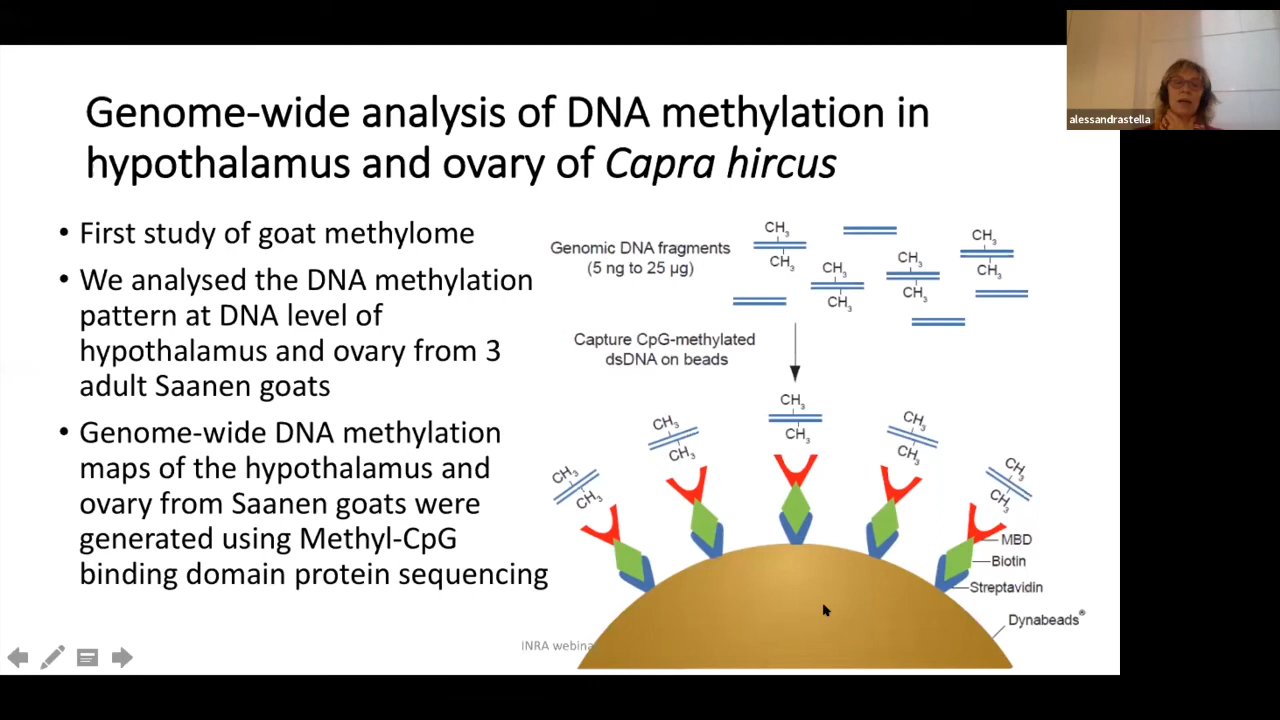 Genome-wide analysis of DNA methylation in
hypothalamus and ovary of Capra hircus
alessandrastella
• First study of goat methylome
• We analysed the DNA methylation
pattern at DNA level of
hypothalamus and ovary from 3
adult Saanen goats
• Genome-wide DNA methylation
maps of the hypothalamus and
ovary from Saanen goats were
generated using Methyl-CpG
binding domain protein sequencing
Genomic DNA fragments
(5 ng to 25 µg)
CH₃
CH₃
CH₃
CH₃
CH₃
CH₃
CH₃
CH₃
Capture CpG-methylated
dsDNA on beads
CH₃
CH₃
CH₃
CH₃
CH₃
CH₃
CH₃
CH₃
CH₃
CH₃
MBD
Biotin
Streptavidin
Dynabeads®
INRA webina